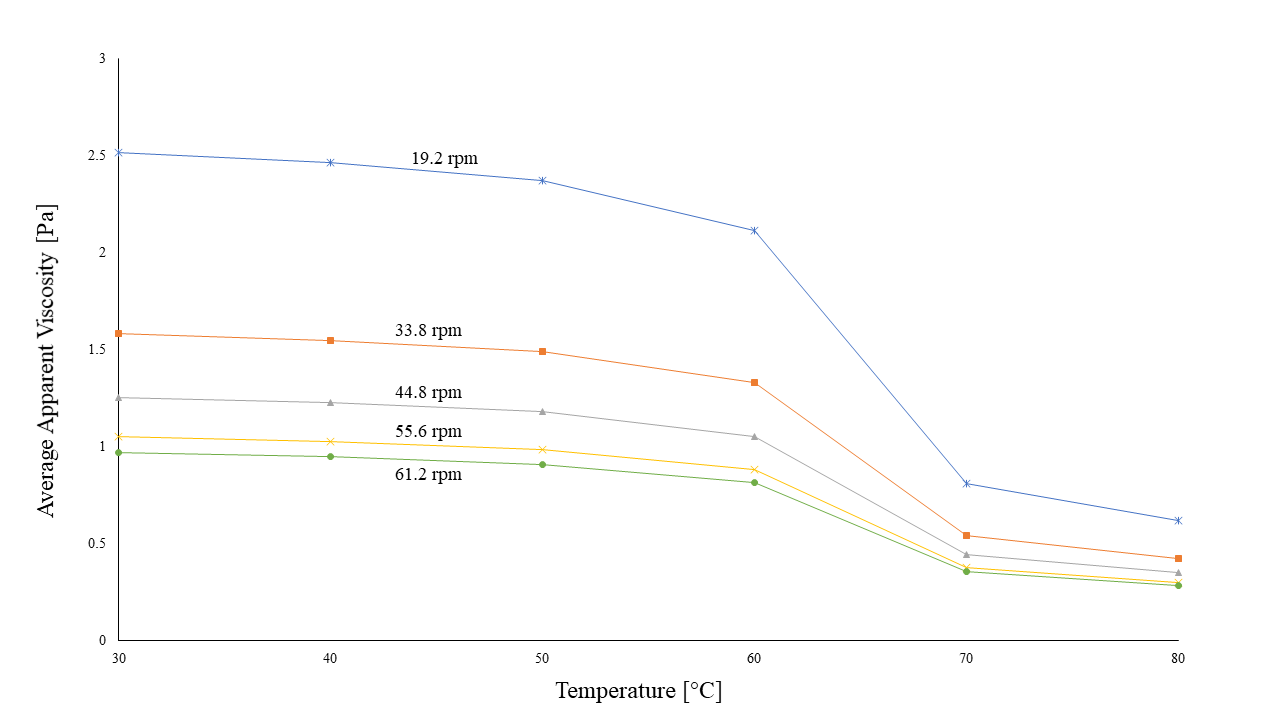 3
2.5
2
1.5
1
0.5
0
30
40
50
60
70
80
Average Apparent Viscosity [Pa]
Temperature [°C]
19.2 rpm
33.8 rpm
44.8 rpm
55.6 rpm
61.2 rpm